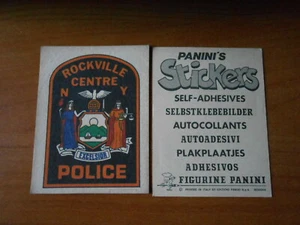 ROCKVILLE
CENTRE
N Y
EXCELSIOR
POLICE
PANINI'S
Stickers
SELF-ADHESIVES
SELBSTKLEBEBILDER
AUTOCOLLANTS
AUTOADESIVI
PLAKPLAATJES
ADHESIVOS
FIGURINE PANINI